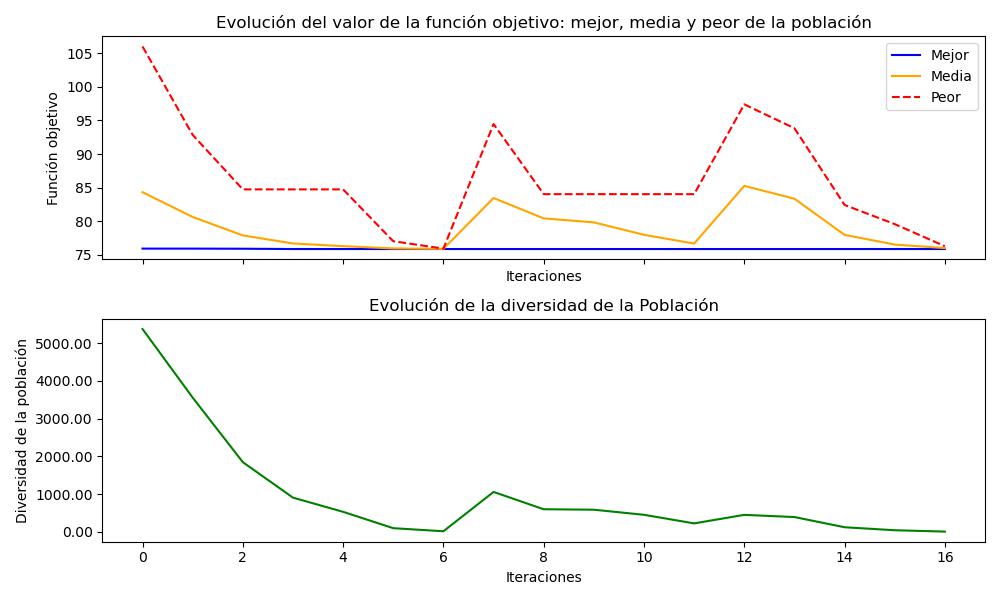 Evolución del valor de la función objetivo: mejor, media y peor de la población
Función objetivo
105
100
95
90
85
80
75
Mejor
Media
Peor
Iteraciones
Evolución de la diversidad de la Población
Diversidad de la población
5000.00
4000.00
3000.00
2000.00
1000.00
0.00
0 2 4 6 8 10 12 14 16
Iteraciones